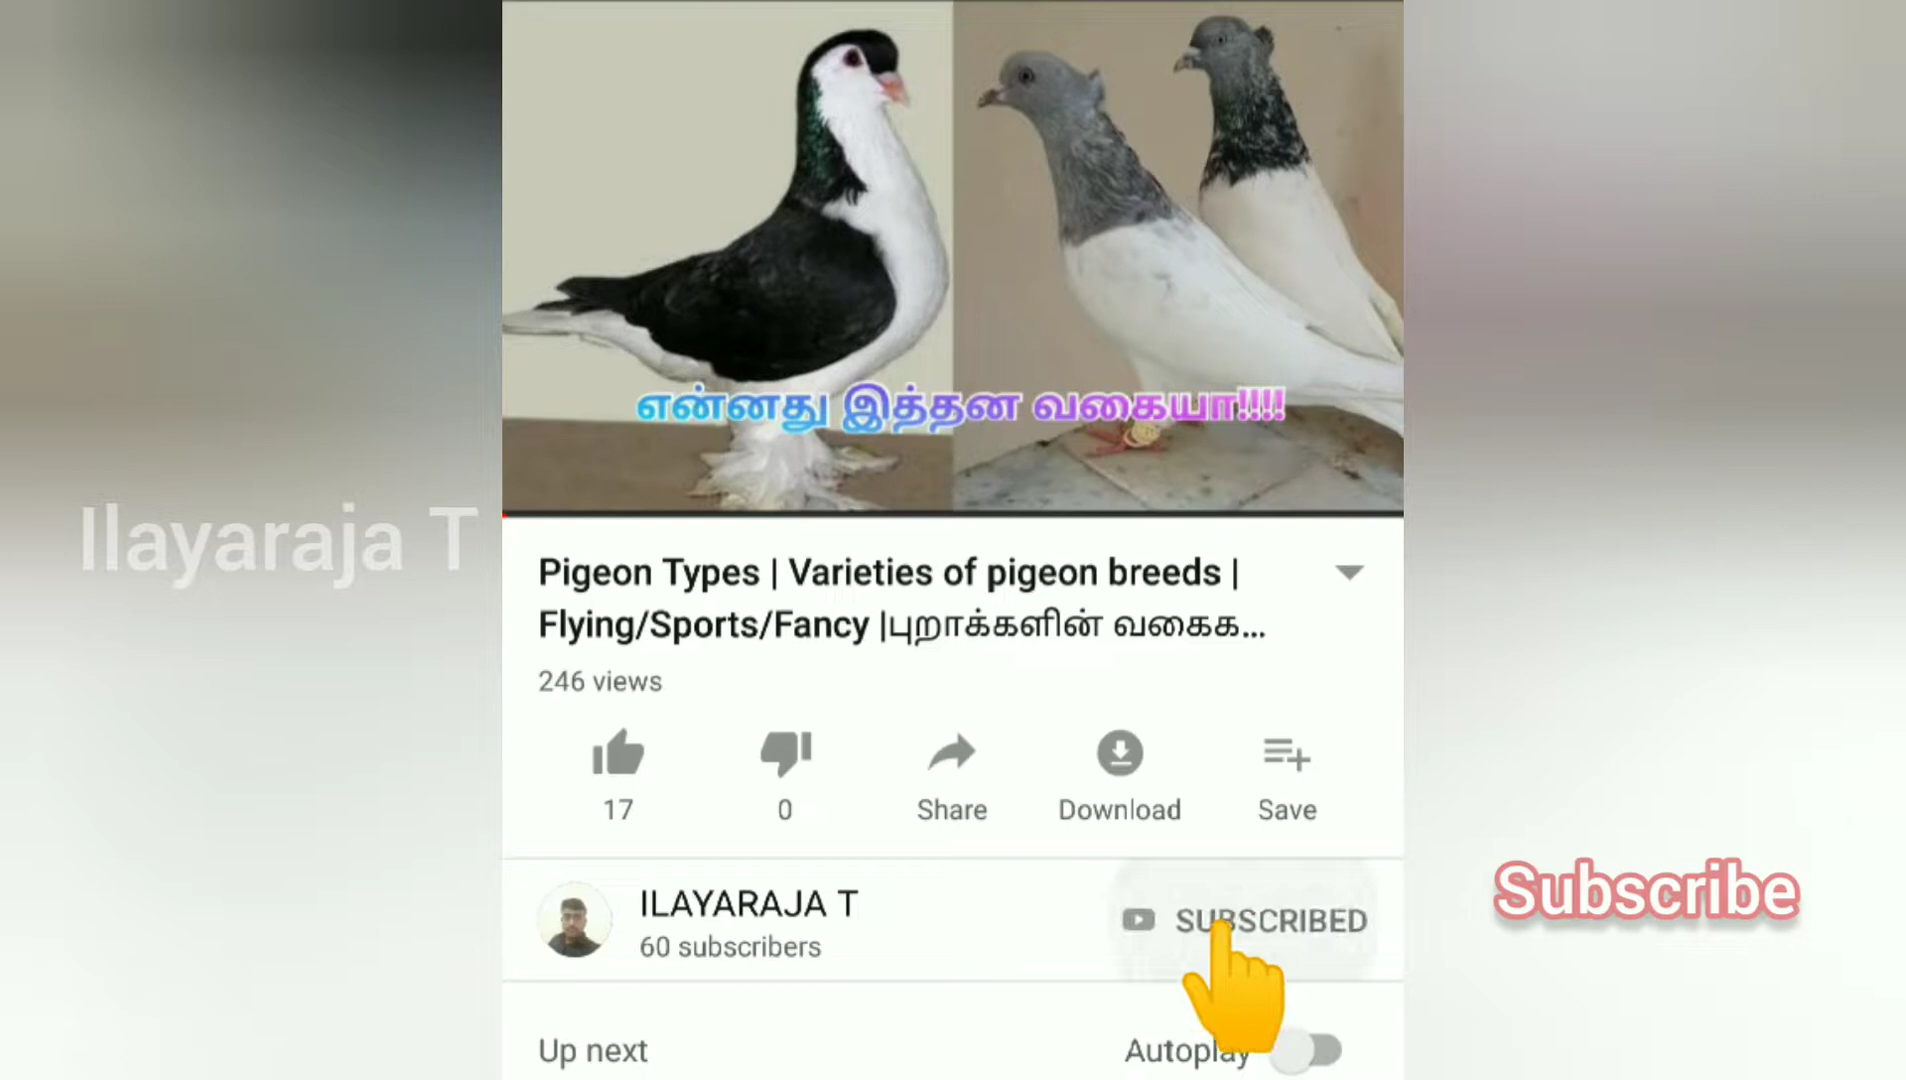 என்னது இத்தன வகையா!!!!
Ilayaraja T
Pigeon Types | Varieties of pigeon breeds |
Flying/Sports/Fancy |புறாக்களின் வகைக...
246 views
17
0
Share
Download
Save
ILAYARAJA T
60 subscribers
SUBSCRIBED
Subscribe
Up next
Autoplay